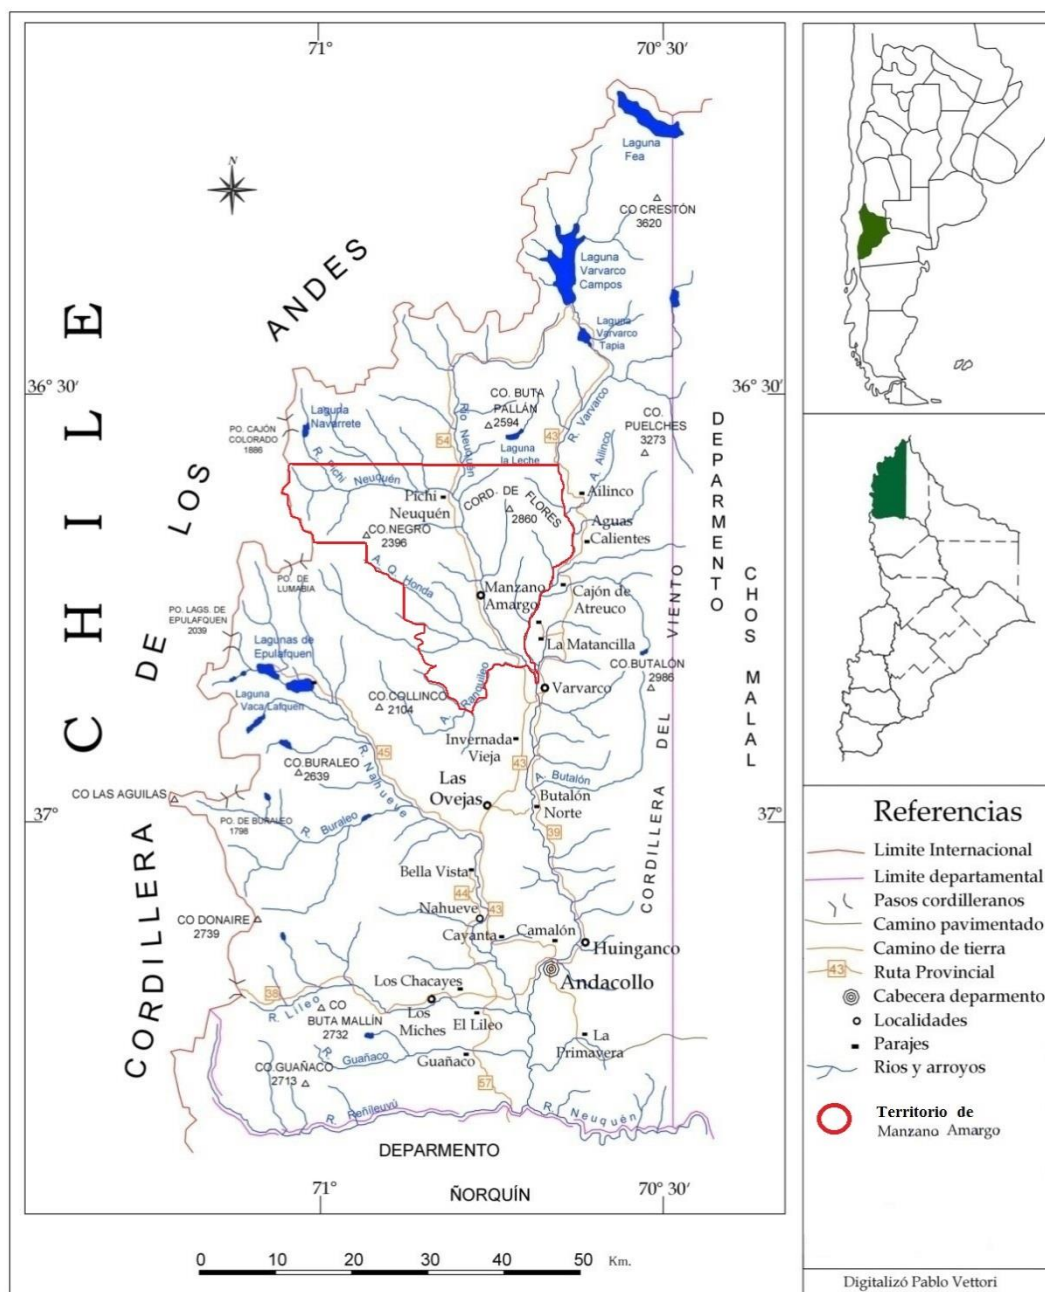 71°
70° 30′
N
Laguna
Fea
CO CRESTÓN
3620
Laguna
Varvarco
Campos
Laguna
Varvarco
Tapia
CHILE
CORDILLERA DE LOS ANDES
36° 30′
36° 30′
CO. BUTA
PALLÁN
2594
Río Neuquén
R. Varvarco
43
54
Laguna
la Leche
A. Ailinco
CO.
PUELCHES
3273
Laguna
Navarrete
PO. CAJÓN
COLORADO
1886
R. Pichi Neuquén
Pichi
Neuquén
CORD. DE FLORES
2860
Ailinco
Aguas
Calientes
CO.NEGRO
2396
A. Q. Honda
PO. DE
LUMABIA
Manzano
Amargo
Cajón de
Atreuco
La Matancilla
PO. LAGS. DE
EPULAFQUEN
2039
Lagunas de
Epulafquen
Laguna
Vaca Lafquen
CO.COLLINCO
2104
A. Ranquileo
Varvarco
CO.BUTALÓN
2986
CORDILLERA DEL VIENTO
DEPARMENTO
CHOS MALAL
Invernada
Vieja
43
45
R. Nahueve
CO.BURALEO
2639
Las
Ovejas
A. Butalón
Butalón
Norte
CO LAS AGUILAS
PO. DE BURALEO
1798
R. Buraleo
37°
37°
39
Bella Vista
44
43
Nahueve
Cayanta
Camalón
Huinganco
CO DONAIRE
2739
Andacollo
Los Chacayes
38
R. Lileo
CO
BUTA MALLÍN
2732
Los
Miches
El Lileo
La
Primavera
R. Guañaco
Guañaco
CO.GUAÑACO
2713
57
R. Reñileuvú
R. Neuquén
DEPARMENTO
ÑORQUÍN
71°
70° 30′
0 10 20 30 40 50 Km.
Referencias
Limite Internacional
Limite departamental
Pasos cordilleranos
Camino pavimentado
Camino de tierra
43 Ruta Provincial
Cabecera deparmento
Localidades
Parajes
Rios y arroyos
Territorio de
Manzano Amargo
Digitalizó Pablo Vettori